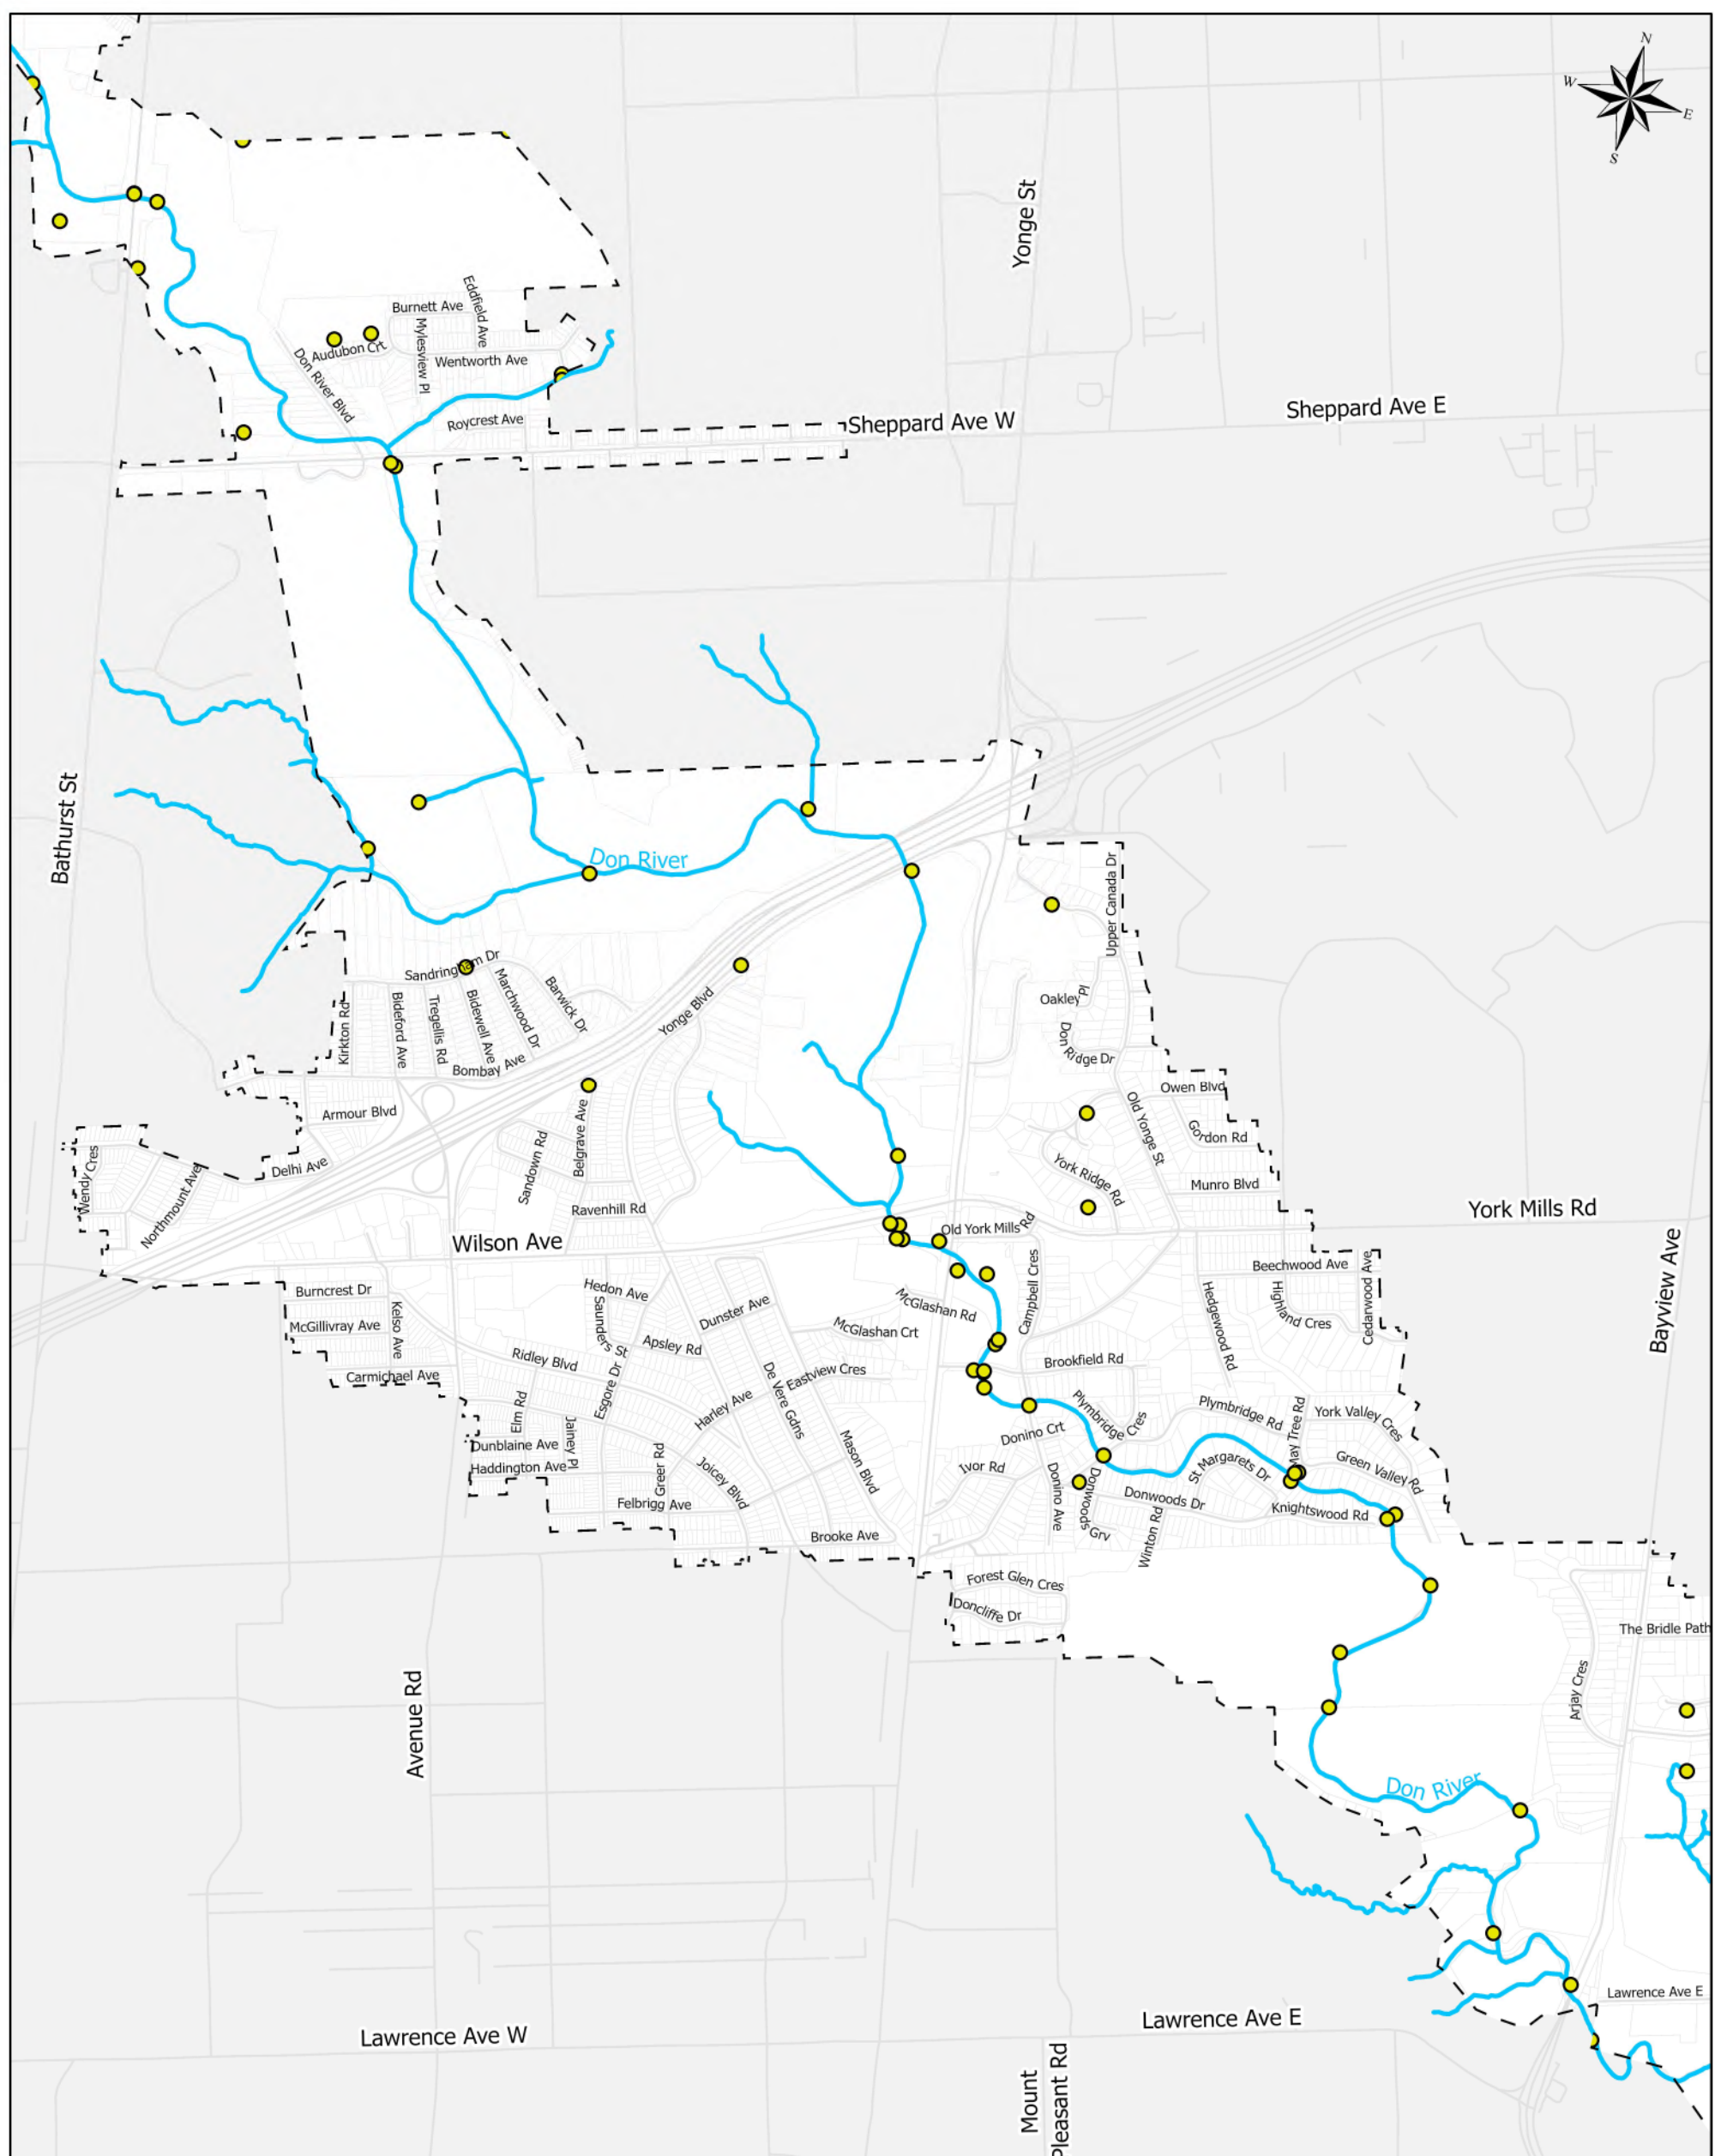 N
W
E
S
Yonge St
Burnett Ave
Eddfield Ave
Mylesview Pl
Audubon Crt
Wentworth Ave
Don River Blvd
Roycrest Ave
Sheppard Ave W
Sheppard Ave E
Bathurst St
Don River
Upper Canada Dr
Sandringham Dr
Barwick Dr
Marchwood Dr
Bidewell Ave
Tregellis Rd
Bideford Ave
Kirkton Rd
Bombay Ave
Yonge Blvd
Oakley Pl
Don Ridge Dr
Owen Blvd
Old Yonge St
Gordon Rd
Armour Blvd
Belgrave Ave
Sandown Rd
Delhi Ave
Wendy Cres
Northmount Ave
York Ridge Rd
Munro Blvd
Ravenhill Rd
Wilson Ave
Old York Mills Rd
York Mills Rd
Bayview Ave
Campbell Cres
Beechwood Ave
Cedarwood Ave
Highland Cres
Hedgewood Rd
Burncrest Dr
McGillivray Ave
Kelso Ave
Carmichael Ave
Hedon Ave
Saunders St
Dunster Ave
Apsley Rd
McGlashan Rd
McGlashan Crt
Ridley Blvd
Eastview Cres
De Vere Gdns
Harley Ave
Esgore Dr
Elm Rd
Jainey Pl
Mason Blvd
Dunblaine Ave
Haddington Ave
Greer Rd
Joicey Blvd
Felbrigg Ave
Brooke Ave
Brookfield Rd
Plymbridge Cres
Plymbridge Rd
May Tree Rd
York Valley Cres
Green Valley Rd
Donino Crt
Ivor Rd
Donino Ave
Donwoods Grv
Donwoods Dr
St Margarets Dr
Knightswood Rd
Winton Rd
Forest Glen Cres
Doncliffe Dr
The Bridle Path
Arjay Cres
Avenue Rd
Don River
Lawrence Ave E
Lawrence Ave W
Lawrence Ave E
Mount
Pleasant Rd